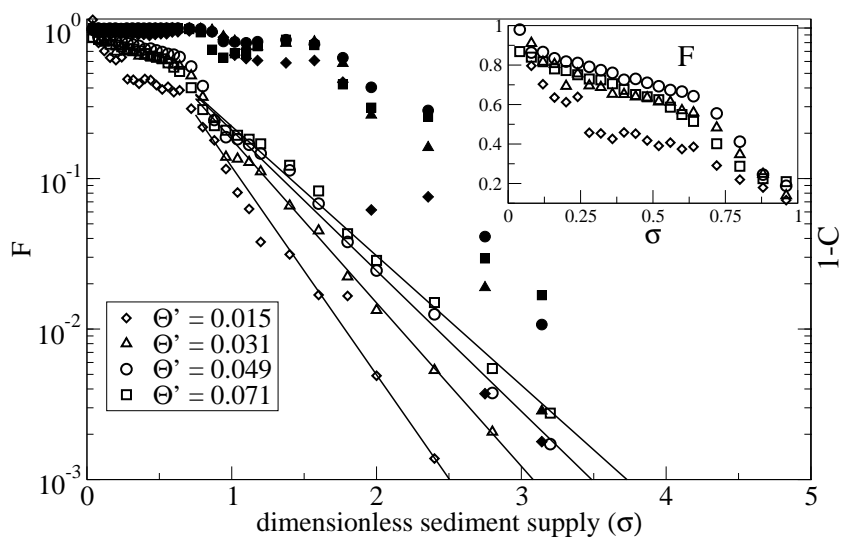 10^0
10^-1
10^-2
10^-3
F
0
1
2
3
4
5
dimensionless sediment supply (σ)
1-C
Θ' = 0.015
Θ' = 0.031
Θ' = 0.049
Θ' = 0.071
1
0.8
0.6
0.4
0.2
F
0
0.25
0.5
0.75
1
σ